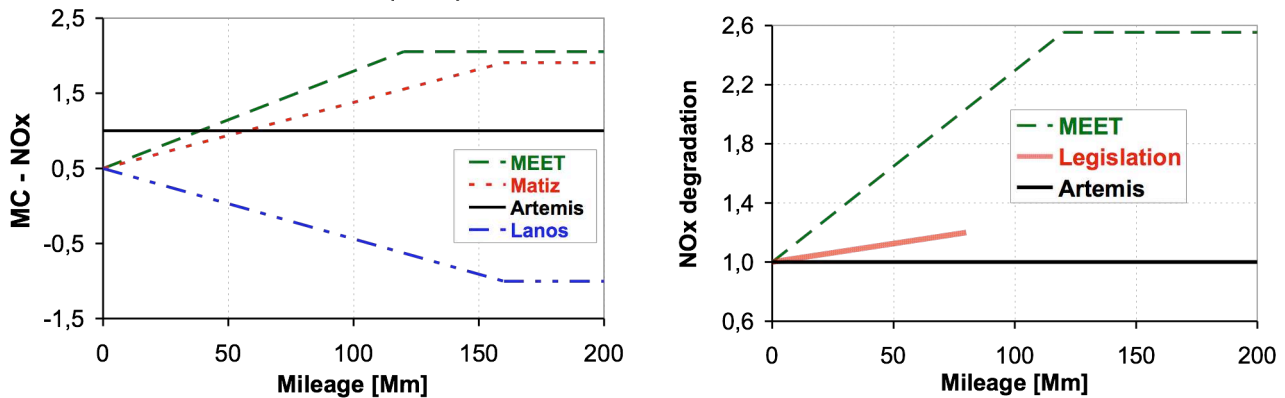 2,5
1,5
0,5
-0,5
-1,5
MC - NOx
MEET
Matiz
Artemis
Lanos
0 50 100 150 200
Mileage [Mm]
2,6
2,2
1,8
1,4
1,0
0,6
NOx degradation
MEET
Legislation
Artemis
0 50 100 150 200
Mileage [Mm]